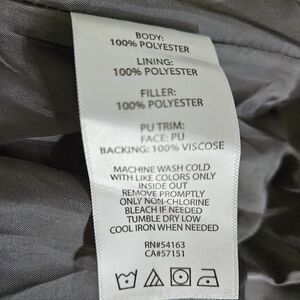 BODY:
100% POLYESTER
LINING:
100% POLYESTER
FILLER:
100% POLYESTER
PU TRIM:
FACE: PU
BACKING: 100% VISCOSE
MACHINE WASH COLD
WITH LIKE COLORS ONLY
INSIDE OUT
REMOVE PROMPTLY
ONLY NON-CHLORINE
BLEACH IF NEEDED
TUMBLE DRY LOW
COOL IRON WHEN NEEDED
RN#54163
CA#57151